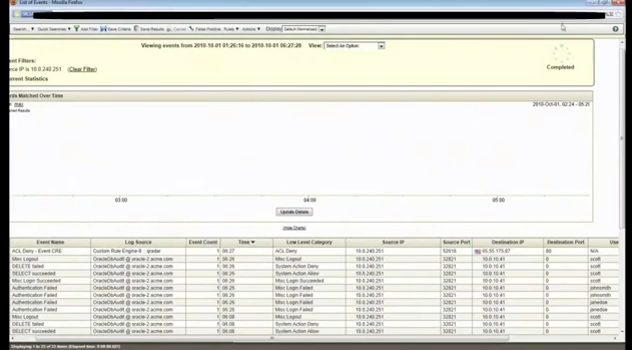 List of Events - Mozilla Firefox
Search... Quick Searches Add Filter Save Criteria Save Results Cancel False Positive Rules Actions Display: Default (Normalized)
Viewing events from 2010-10-01 01:26:16 to 2010-10-01 06:27:28 View: Select An Option:
Completed
ent Filters:
rce IP is 10.0.240.251 (Clear Filter)
rrent Statistics
rds Matched Over Time
2010-Oct-01, 02:24 -
03:00 04:00 05:00
Update Details
(Hide Charts)
Event Name Log Source Event Count Time Low Level Category Source IP Source Port Destination IP Destination Port Use
ACL Deny - Event CRE Custom Rule Engine-8 :: qradar 1 06:27 ACL Deny 10.0.240.251 52616 65.55.175.87 80 N/A
Misc Logout OracleDbAudit @ oracle-2.acme.com 1 06:26 Misc Logout 10.0.240.251 32821 10.0.10.41 0 scott
DELETE failed OracleDbAudit @ oracle-2.acme.com 1 06:26 System Action Deny 10.0.240.251 32821 10.0.10.41 0 scott
SELECT succeeded OracleDbAudit @ oracle-2.acme.com 1 06:26 System Action Allow 10.0.240.251 32821 10.0.10.41 0 scott
Misc Login Succeeded OracleDbAudit @ oracle-2.acme.com 1 06:26 Misc Login Succeeded 10.0.240.251 32821 10.0.10.41 0 scott
Authentication Failed OracleDbAudit @ oracle-2.acme.com 1 06:26 Misc Login Failed 10.0.240.251 32821 10.0.10.41 0 johnsmith
Authentication Failed OracleDbAudit @ oracle-2.acme.com 1 06:26 Misc Login Failed 10.0.240.251 32821 10.0.10.41 0 johnsmith
Authentication Failed OracleDbAudit @ oracle-2.acme.com 1 06:26 Misc Login Failed 10.0.240.251 32821 10.0.10.41 0 janedoe
Authentication Failed OracleDbAudit @ oracle-2.acme.com 1 06:26 Misc Login Failed 10.0.240.251 32821 10.0.10.41 0 janedoe
Misc Logout OracleDbAudit @ oracle-2.acme.com 1 06:08 Misc Logout 10.0.240.251 32821 10.0.10.41 0 scott
DELETE failed OracleDbAudit @ oracle-2.acme.com 1 06:08 System Action Deny 10.0.240.251 32821 10.0.10.41 0 scott
SELECT succeeded OracleDbAudit @ oracle-2.acme.com 1 06:08 System Action Allow 10.0.240.251 32821 10.0.10.41 0 scott